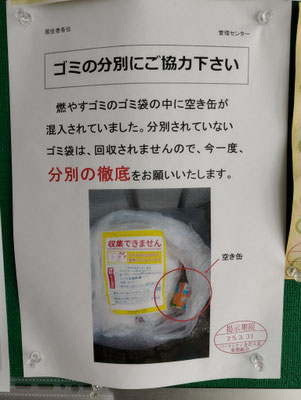 居住者各位
管理センター
ゴミの分別にご協力下さい
燃やすゴミのゴミ袋の中に空き缶が
混入されていました。分別されていない
ゴミ袋は、回収されませんので、今一度、
分別の徹底をお願いいたします。
収集できません
空き缶
掲示期限
25.3.31